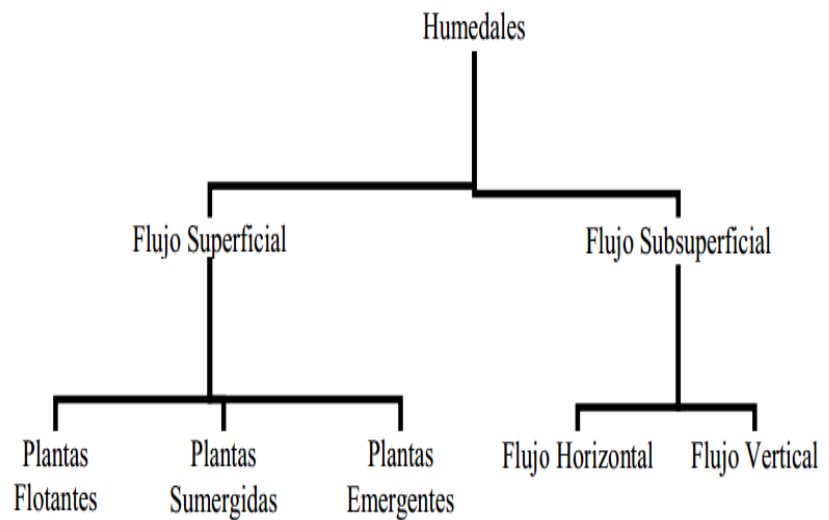 Humedales
Flujo Superficial
Flujo Subsuperficial
Plantas
Flotantes
Plantas
Sumergidas
Plantas
Emergentes
Flujo Horizontal
Flujo Vertical